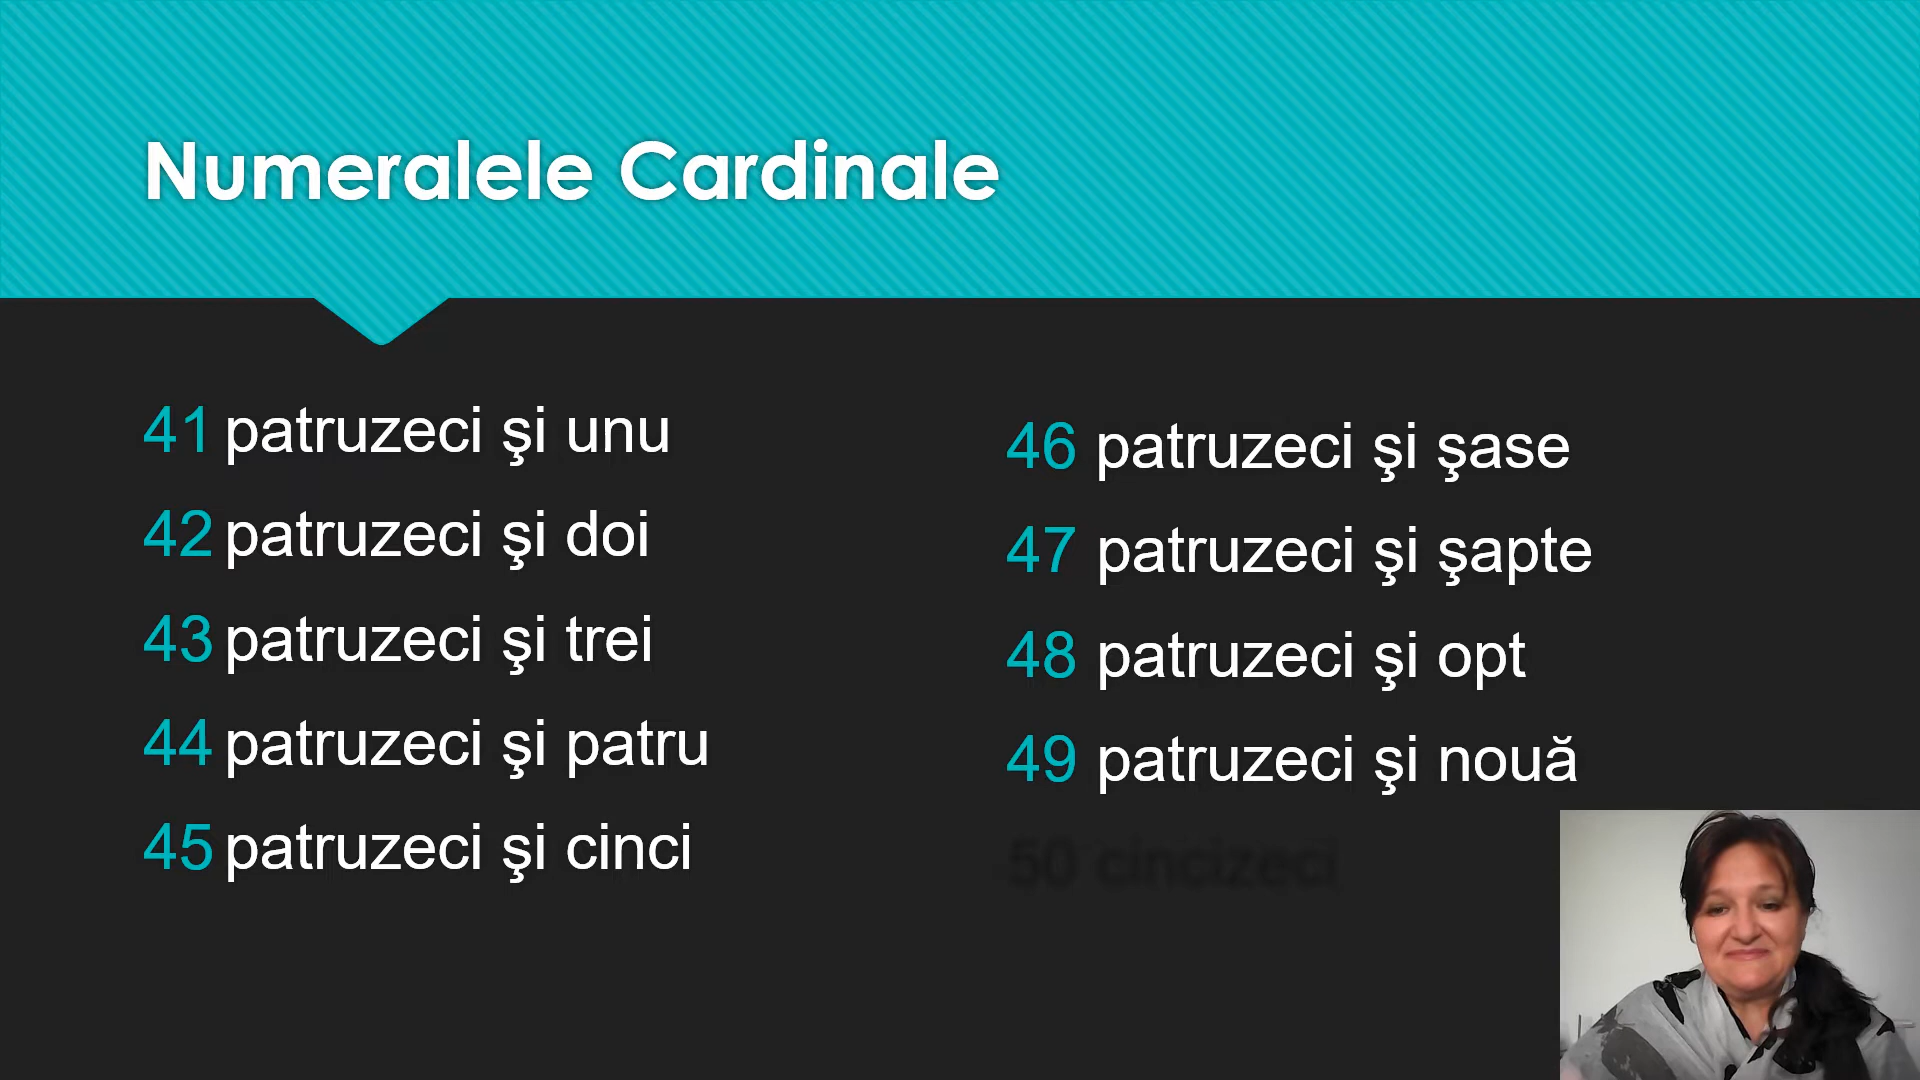 Numeralele Cardinale
41 patruzeci şi unu
42 patruzeci şi doi
43 patruzeci şi trei
44 patruzeci şi patru
45 patruzeci şi cinci
46 patruzeci şi şase
47 patruzeci şi şapte
48 patruzeci şi opt
49 patruzeci şi nouă
50 cincizeci